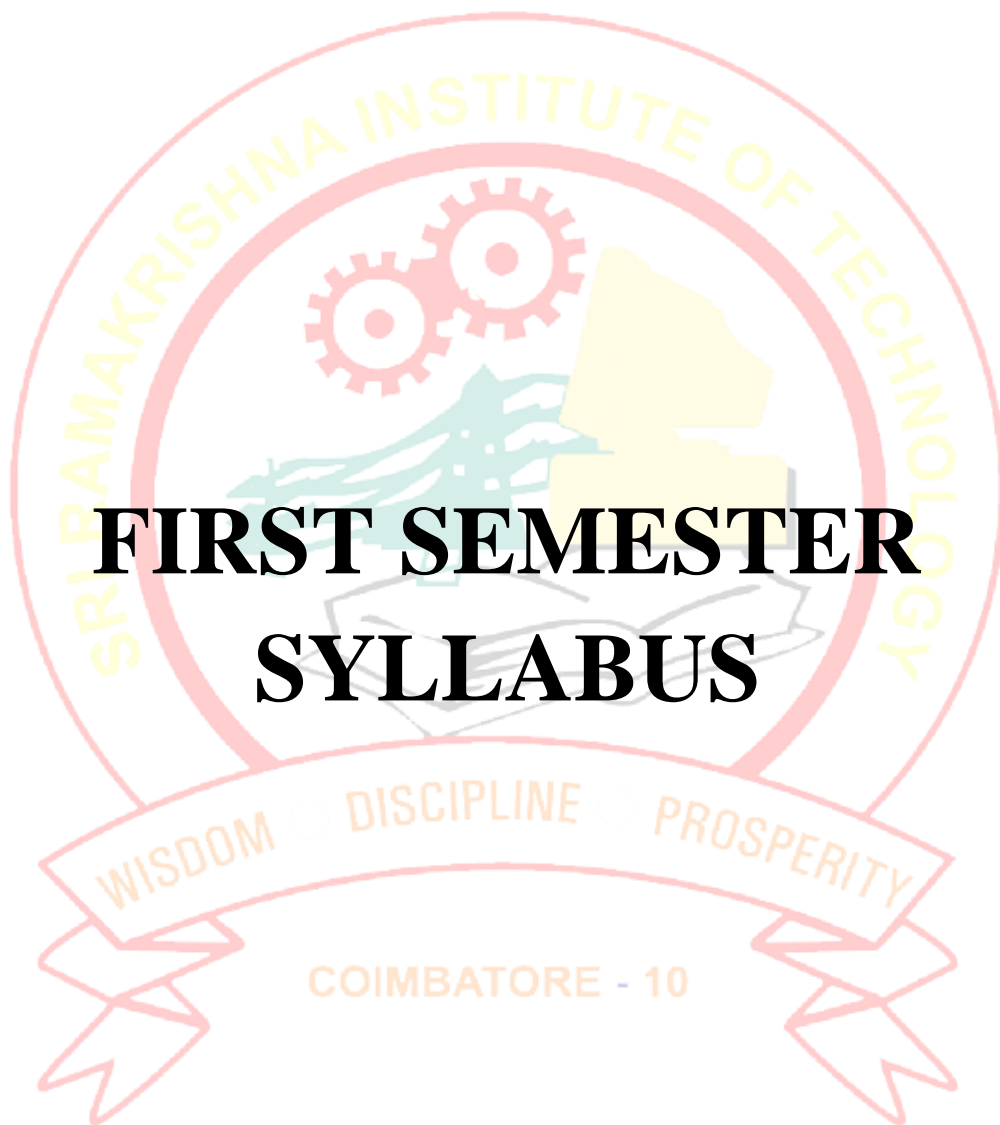 SRI RAMAKRISHNA INSTITUTE OF TECHNOLOGY
FIRST SEMESTER
SYLLABUS
WISDOM DISCIPLINE PROSPERITY
COIMBATORE - 10